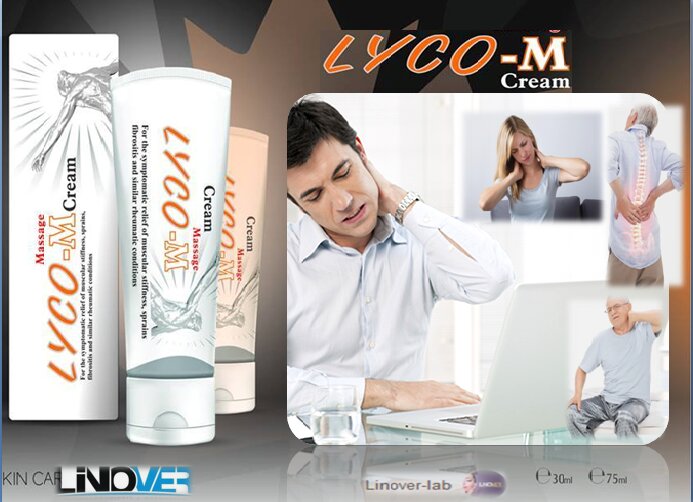 LYCO-M
Cream
Massage
LYCO-M Cream
For the symptomatic relief of muscular stiffness, sprains,
fibrositis and similar rheumatic conditions
LYCO-M
Cream
Massage
For the symptomatic relief of muscular stiffness, sprains
fibrositis and similar rheumatic conditions
LYCO-M
Cream
Massage
KIN CAR
LINOVER
Linover-lab
℮30ml ℮75ml